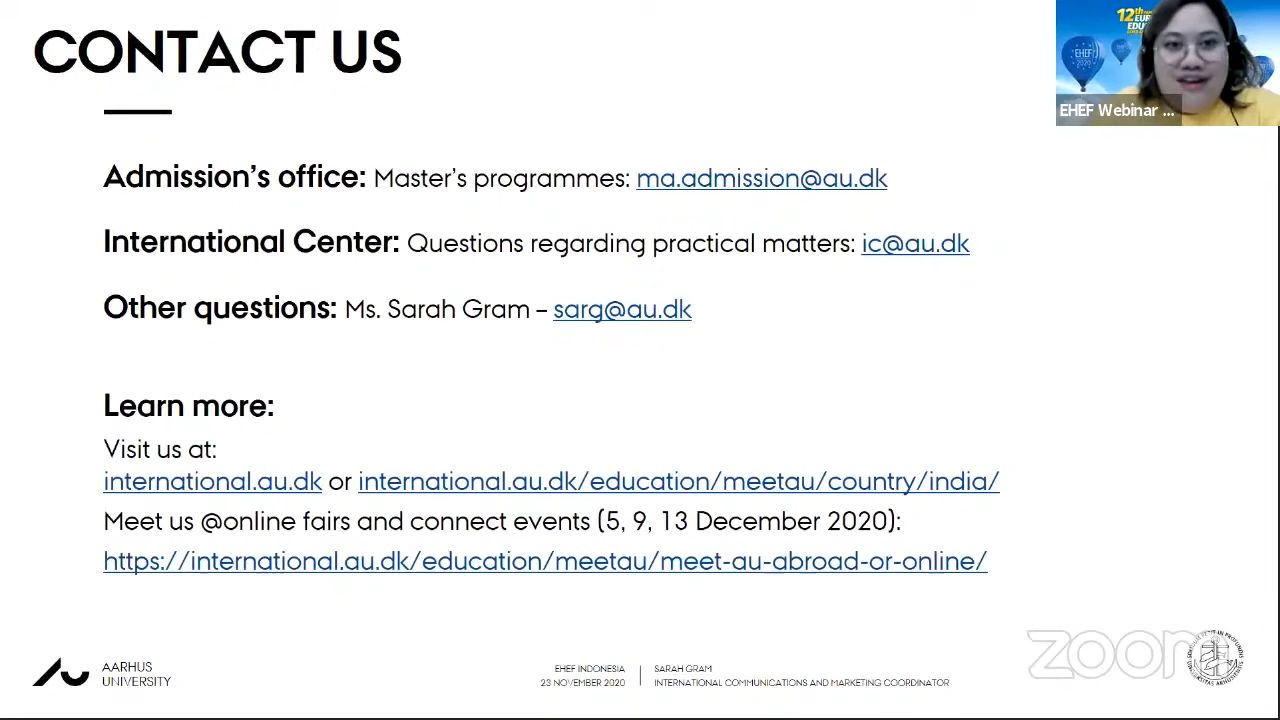 CONTACT US
Admission's office: Master's programmes: ma.admission@au.dk
International Center: Questions regarding practical matters: ic@au.dk
Other questions: Ms. Sarah Gram – sarg@au.dk
Learn more:
Visit us at:
international.au.dk or international.au.dk/education/meetau/country/india/
Meet us @online fairs and connect events (5, 9, 13 December 2020):
https://international.au.dk/education/meetau/meet-au-abroad-or-online/
AARHUS
UNIVERSITY
EHEF INDONESIA
23 NOVEMBER 2020
SARAH GRAM
INTERNATIONAL COMMUNICATIONS AND MARKETING COORDINATOR
zoom
12th
EHEF
2020
EHEF Webinar ...